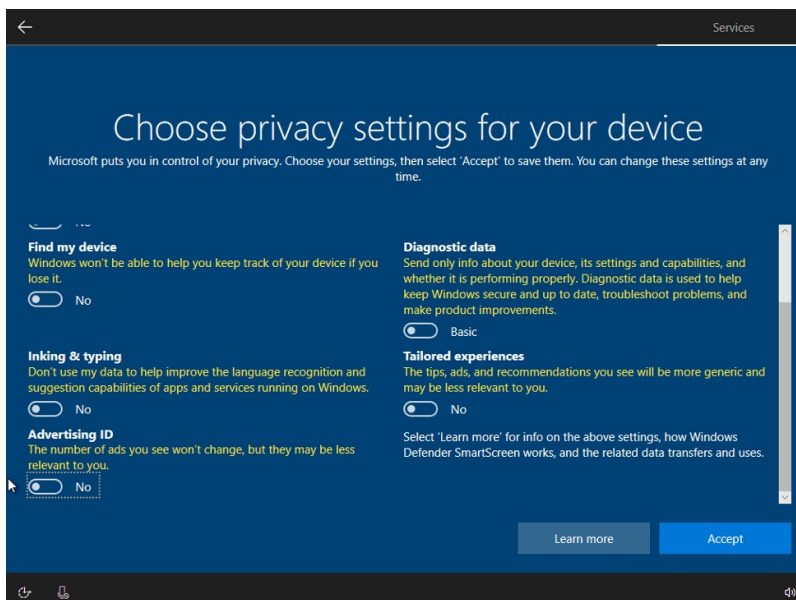 Services
Choose privacy settings for your device
Microsoft puts you in control of your privacy. Choose your settings, then select 'Accept' to save them. You can change these settings at any
time.
Find my device
Windows won't be able to help you keep track of your device if you
lose it.
No
Inking & typing
Don't use my data to help improve the language recognition and
suggestion capabilities of apps and services running on Windows.
No
Advertising ID
The number of ads you see won't change, but they may be less
relevant to you.
No
Diagnostic data
Send only info about your device, its settings and capabilities, and
whether it is performing properly. Diagnostic data is used to help
keep Windows secure and up to date, troubleshoot problems, and
make product improvements.
Basic
Tailored experiences
The tips, ads, and recommendations you see will be more generic and
may be less relevant to you.
No
Select 'Learn more' for info on the above settings, how Windows
Defender SmartScreen works, and the related data transfers and uses.
Learn more
Accept